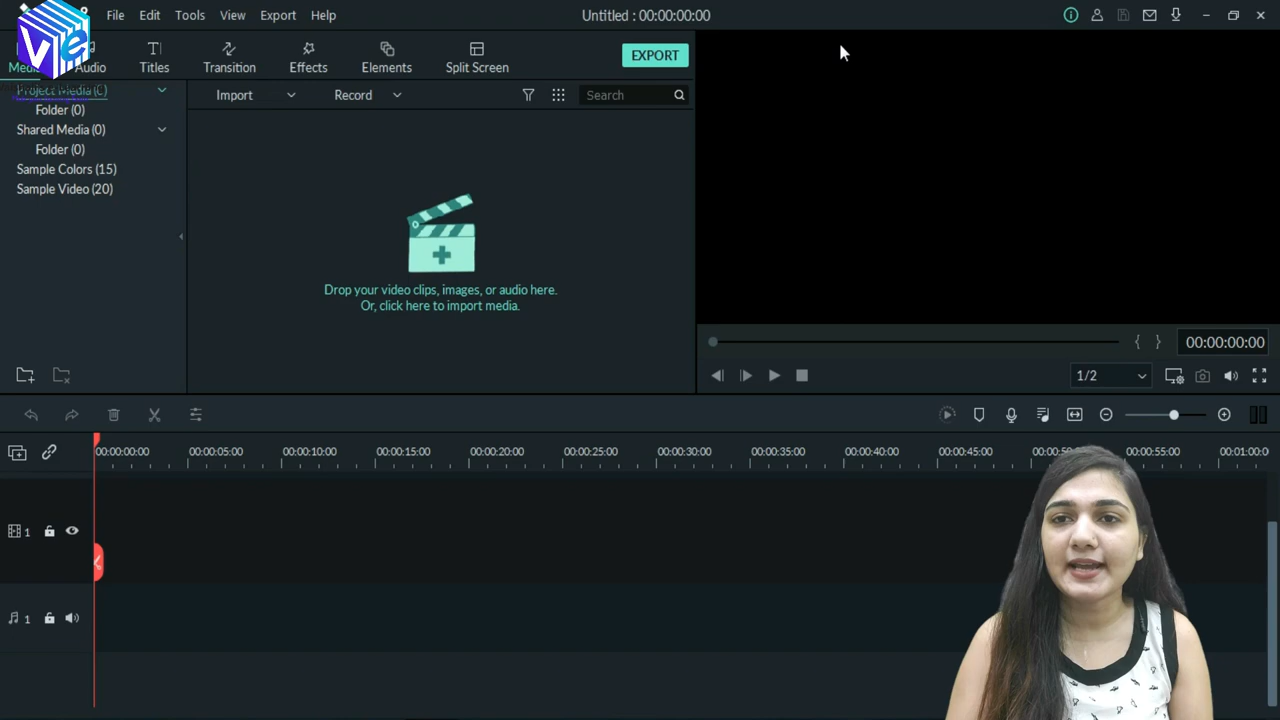 File Edit Tools View Export Help Untitled : 00:00:00:00
Audio Titles Transition Effects Elements Split Screen EXPORT
Project Media (0)
Folder (0)
Shared Media (0)
Folder (0)
Sample Colors (15)
Sample Video (20)
Import Record Search
Drop your video clips, images, or audio here.
Or, click here to import media.
00:00:00:00
1/2
00:00:00:00 00:00:05:00 00:00:10:00 00:00:15:00 00:00:20:00 00:00:25:00 00:00:30:00 00:00:35:00 00:00:40:00 00:00:45:00 00:00:55:00
1
1